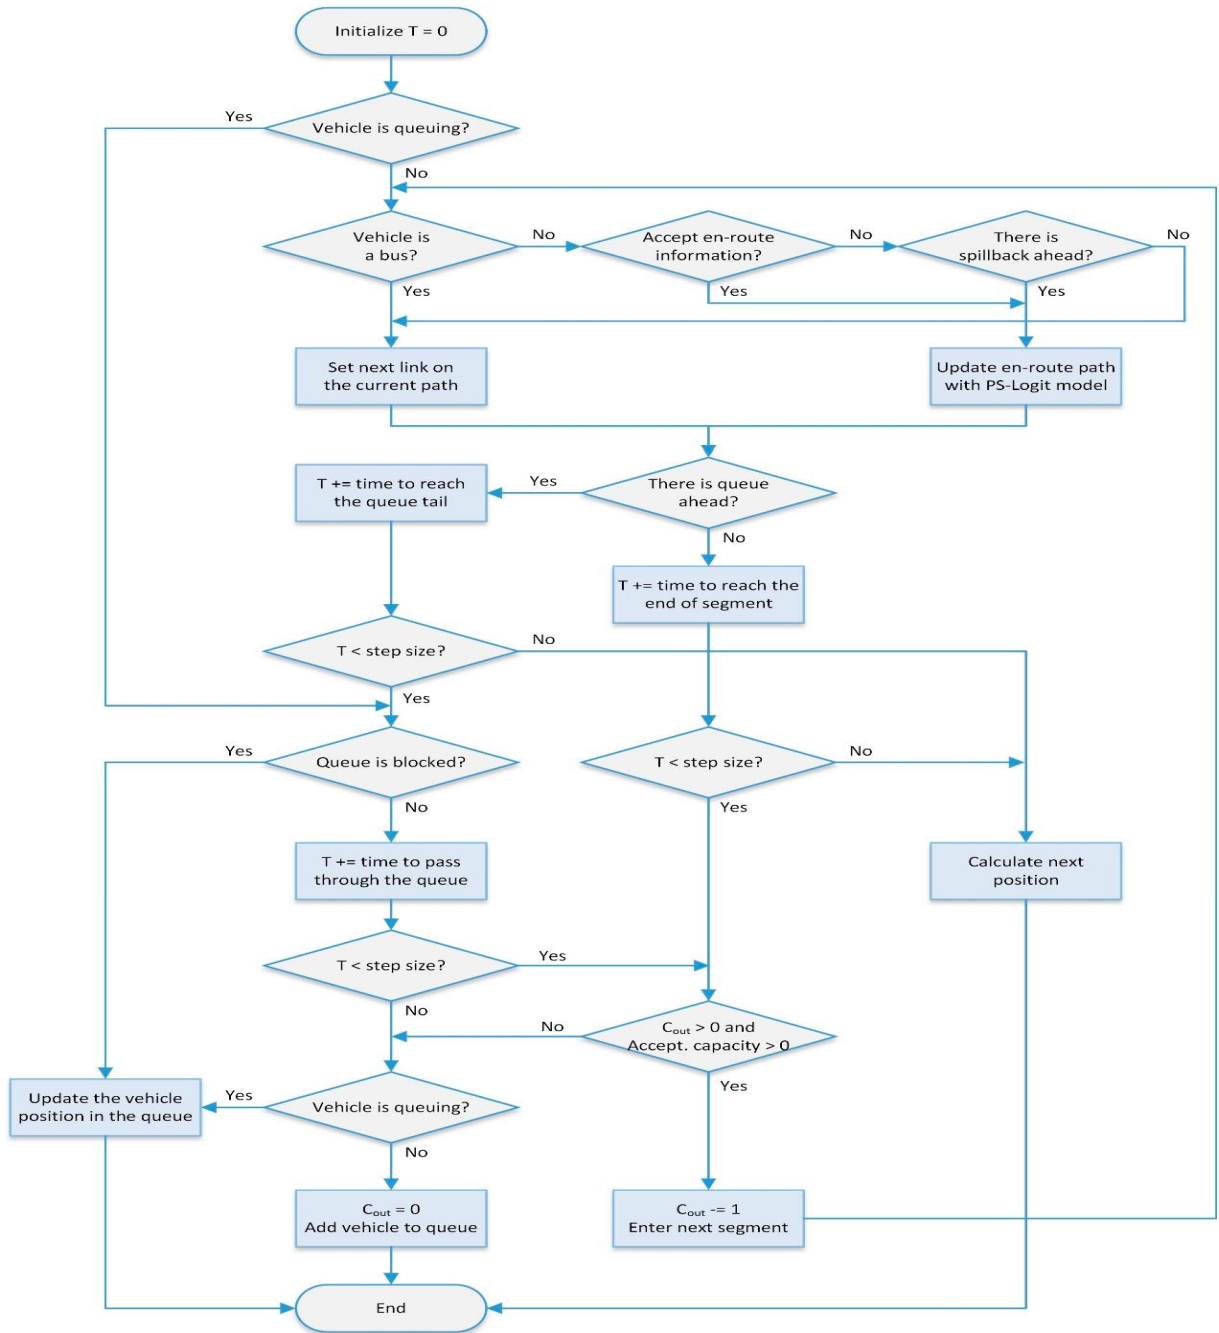 Initialize T = 0
Yes
Vehicle is queuing?
No
Vehicle is
a bus?
No
Accept en-route
information?
No
There is
spillback ahead?
No
Yes
Yes
Yes
Set next link on
the current path
Update en-route path
with PS-Logit model
T += time to reach
the queue tail
Yes
There is queue
ahead?
No
T += time to reach the
end of segment
T < step size?
No
Yes
Yes
Queue is blocked?
No
T < step size?
No
Yes
T += time to pass
through the queue
Calculate next
position
T < step size?
Yes
No
No
Cout > 0 and
Accept. capacity > 0
Yes
Update the vehicle
position in the queue
Yes
Vehicle is queuing?
No
Cout = 0
Add vehicle to queue
Cout -= 1
Enter next segment
End